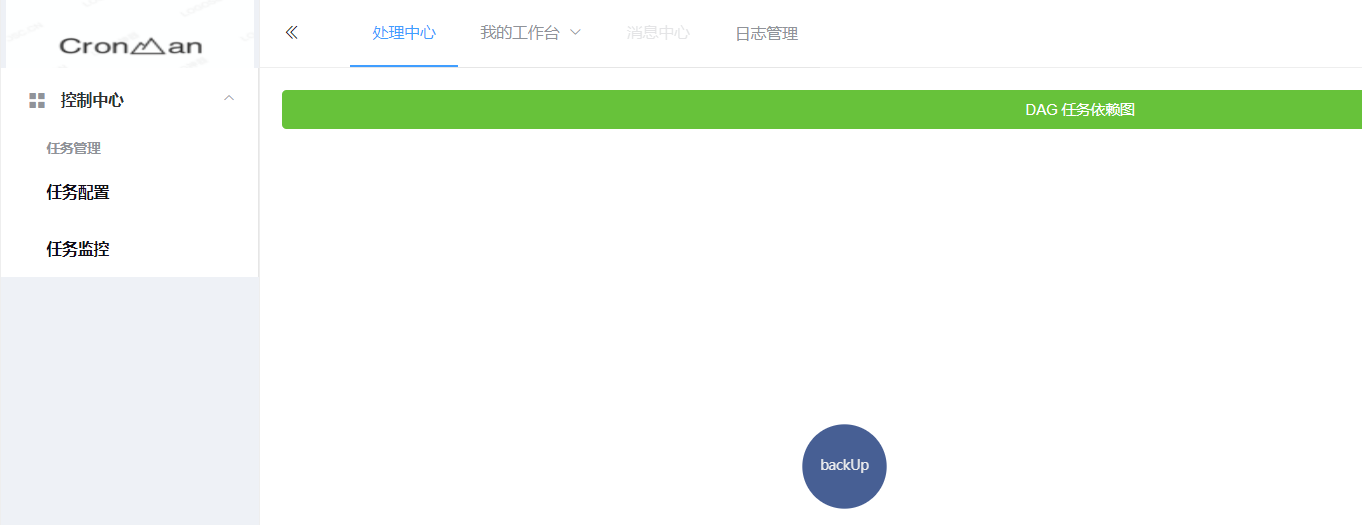 CronMan
处理中心
我的工作台
消息中心
日志管理
控制中心
任务管理
任务配置
任务监控
DAG 任务依赖图
backUp